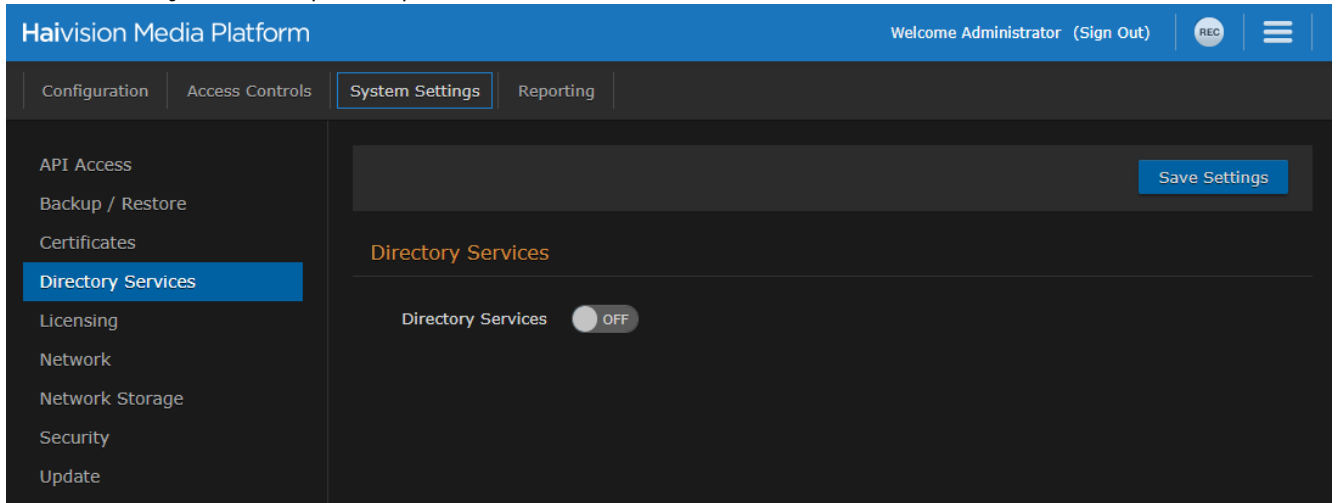 Haivision Media Platform
Welcome Administrator (Sign Out)
REC
Configuration
Access Controls
System Settings
Reporting
API Access
Backup / Restore
Certificates
Directory Services
Licensing
Network
Network Storage
Security
Update
Save Settings
Directory Services
Directory Services OFF